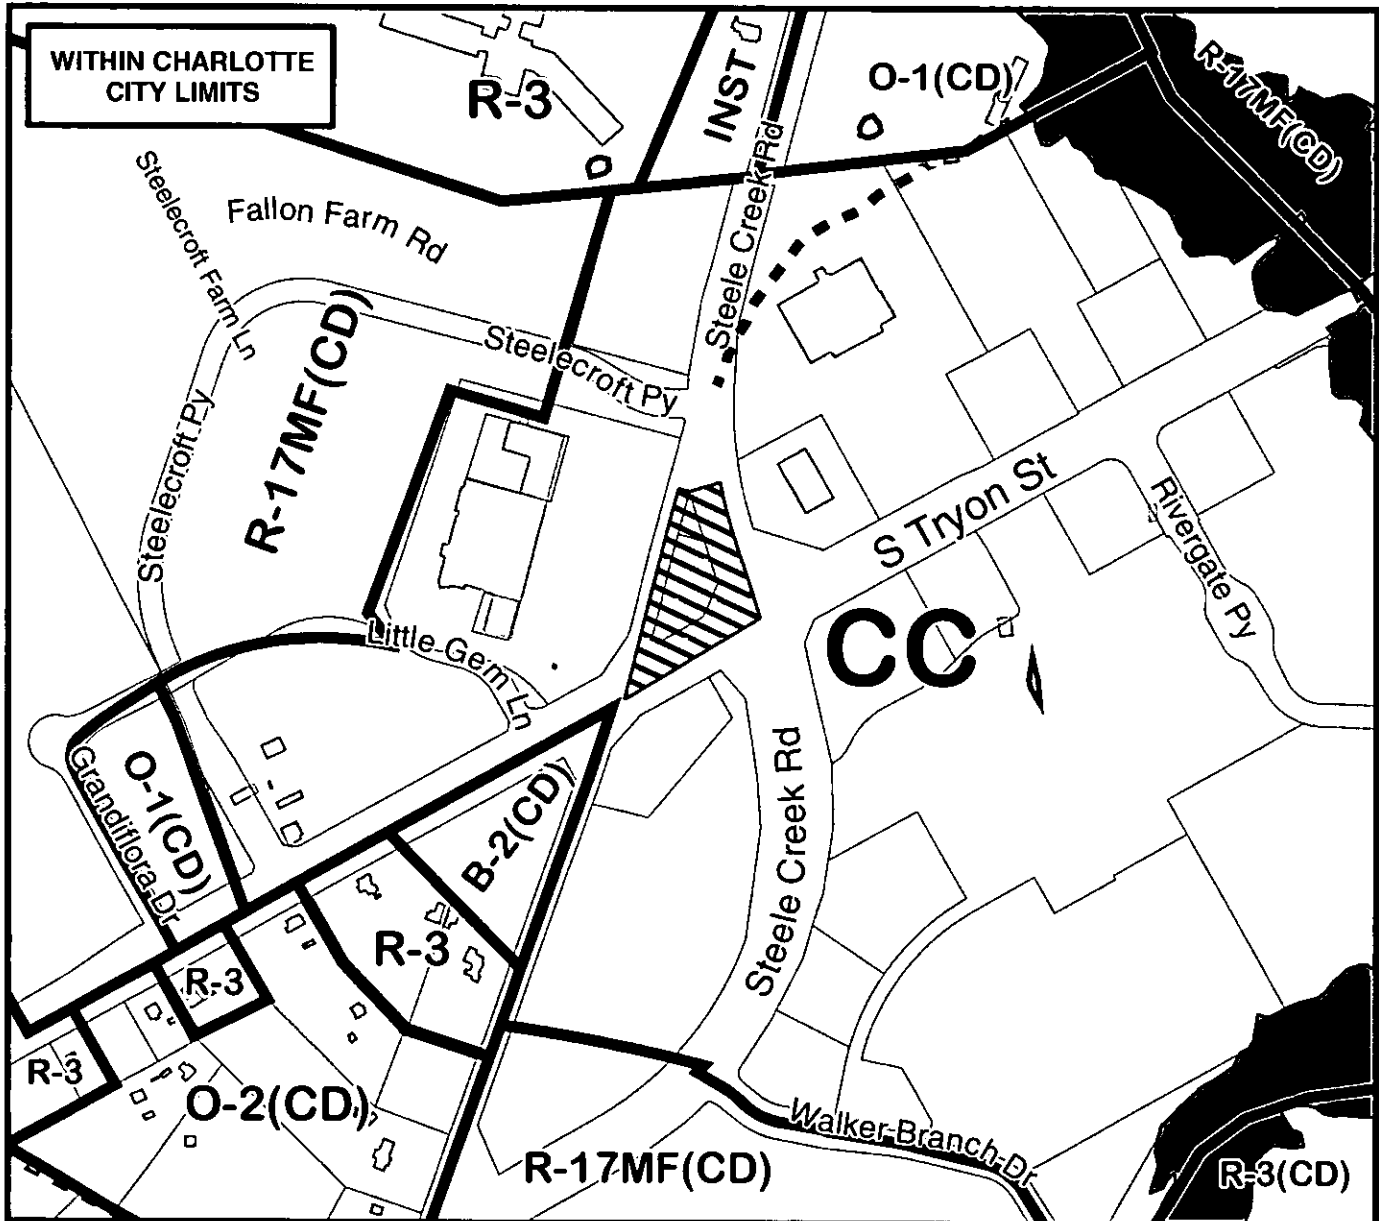 WITHIN CHARLOTTE
CITY LIMITS
R-3
INST
O-1(CD)
R-17MF(CD)
Steelecroft Farm Ln
Fallon Farm Rd
Steele Creek Rd
Steelecroft Py
R-17MF(CD)
Steelecroft Py
S Tryon St
Rivergate Py
Little Gem Ln
CC
Grandiflora Dr
O-1(CD)
B-2(CD)
Steele Creek Rd
R-3
R-3
R-3
O-2(CD)
Walker Branch Dr
R-17MF(CD)
R-3(CD)